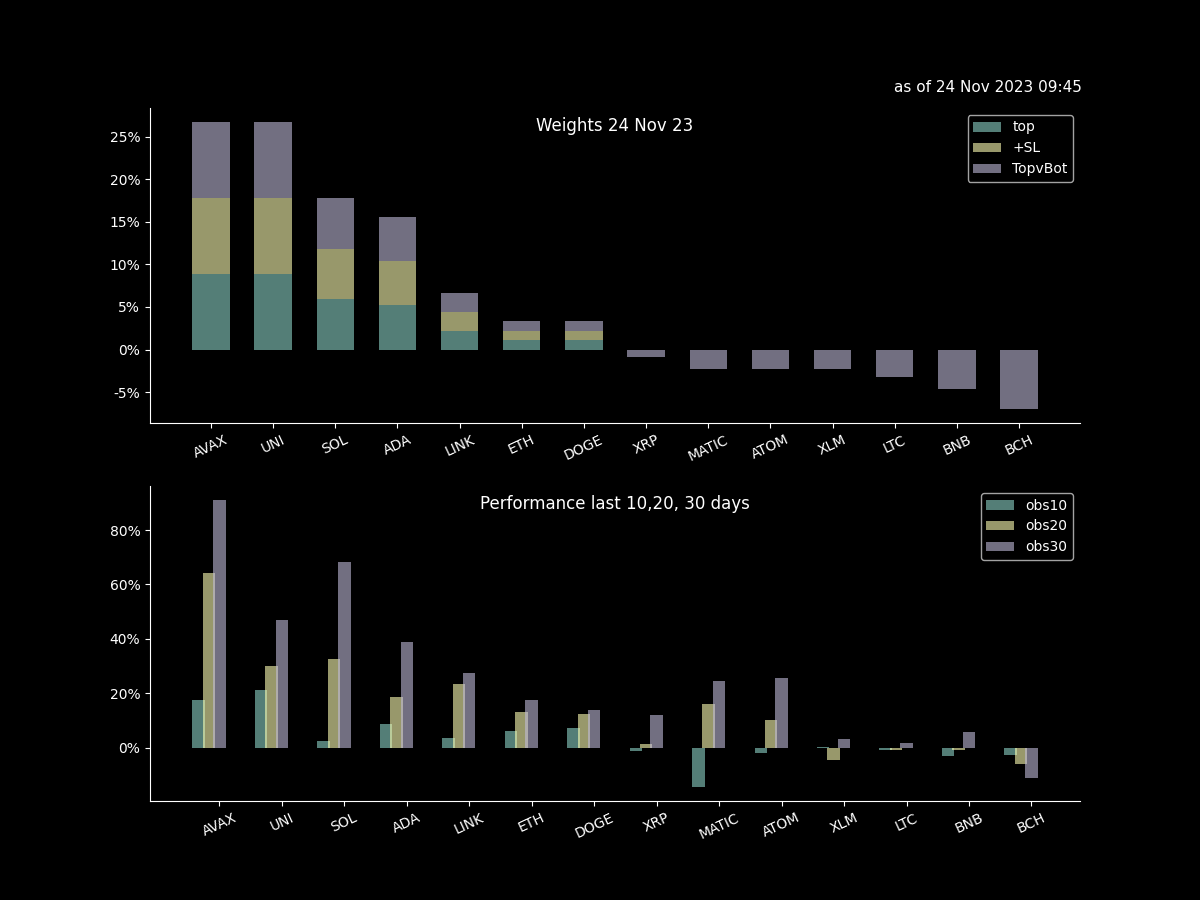 as of 24 Nov 2023 09:45
Weights 24 Nov 23
top
+SL
TopvBot
25%
20%
15%
10%
5%
0%
-5%
AVAX UNI SOL ADA LINK ETH DOGE XRP MATIC ATOM XLM LTC BNB BCH
Performance last 10,20, 30 days
obs10
obs20
obs30
80%
60%
40%
20%
0%
AVAX UNI SOL ADA LINK ETH DOGE XRP MATIC ATOM XLM LTC BNB BCH